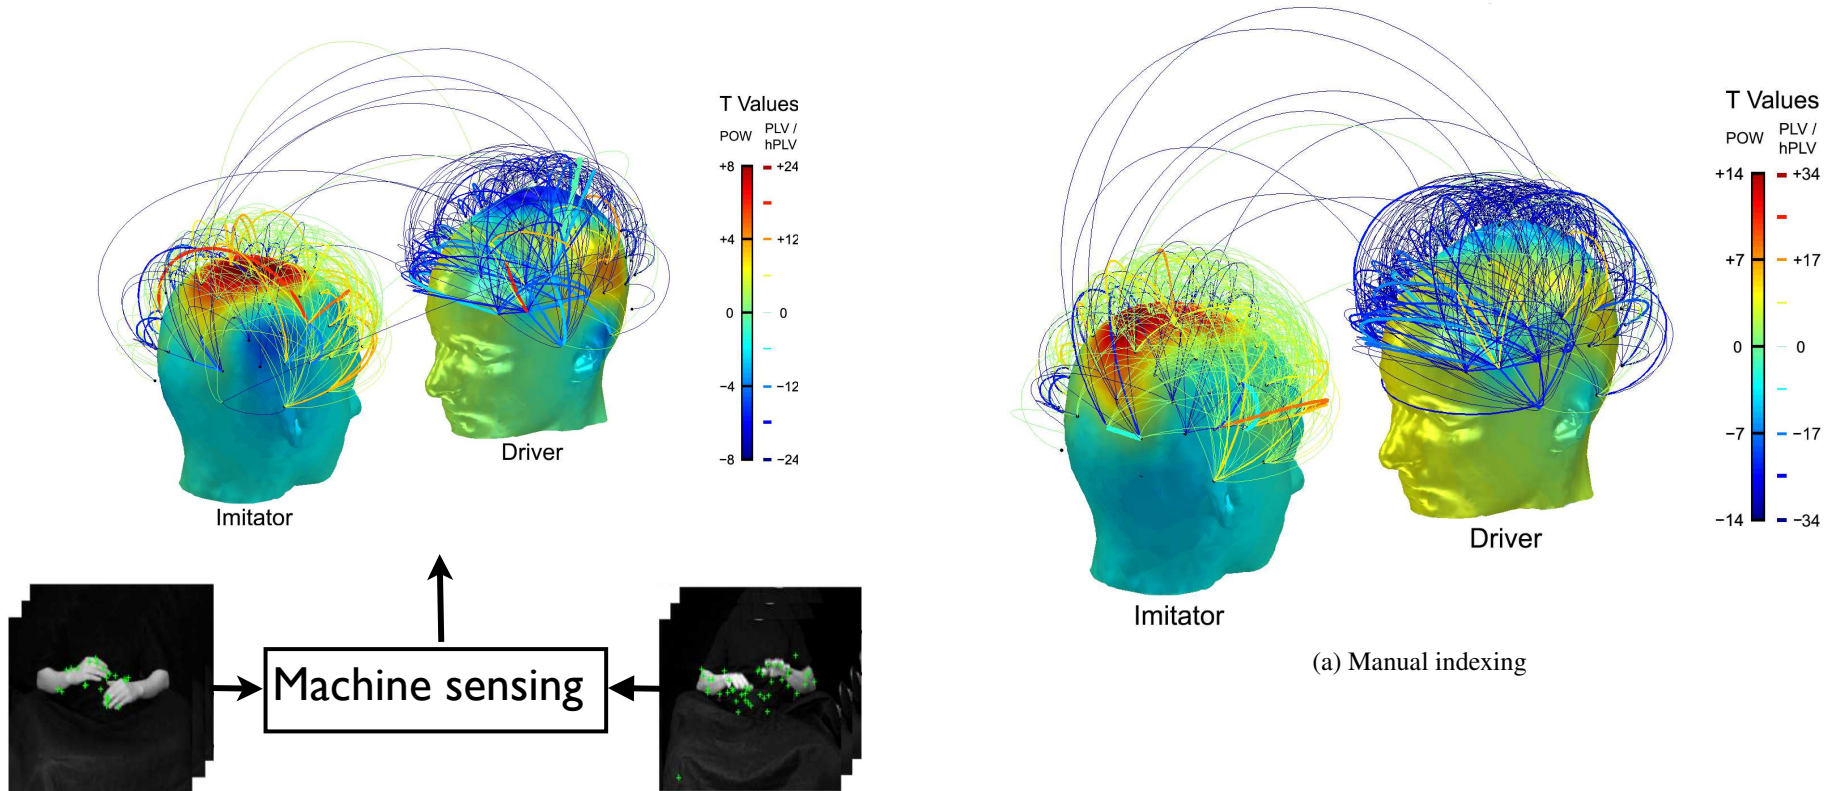 T Values
POW
PLV /
hPLV
+8
+24
+4
+12
0
0
−4
−12
−8
−24
Imitator
Driver
Machine sensing
T Values
POW
PLV /
hPLV
+14
+34
+7
+17
0
0
−7
−17
−14
−34
Imitator
Driver
(a) Manual indexing